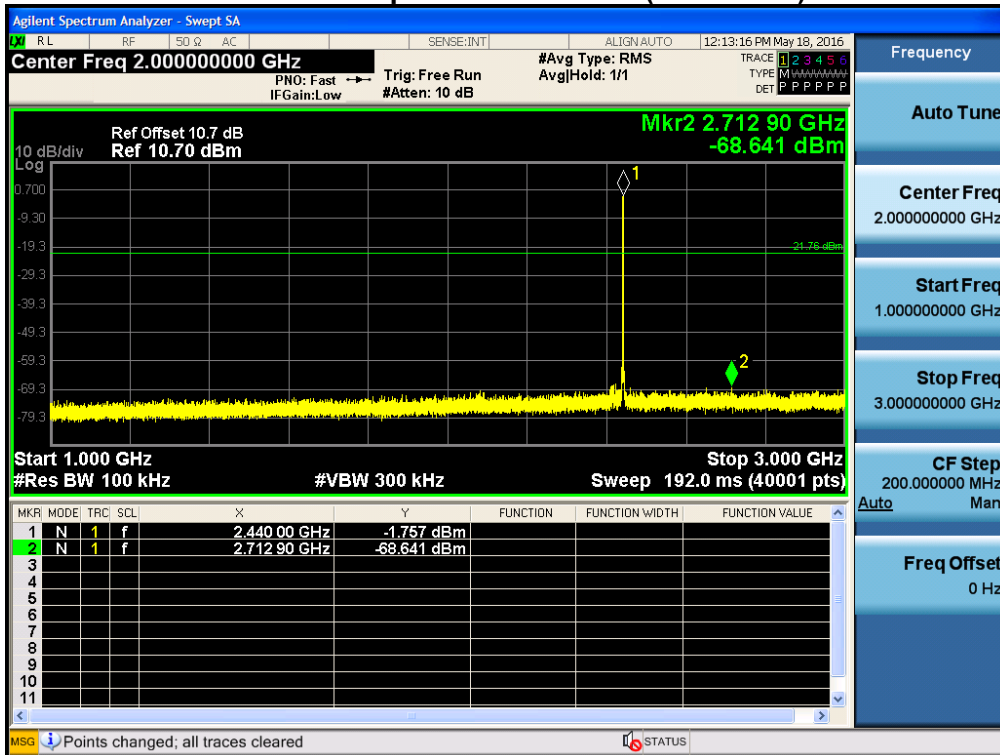 Agilent Spectrum Analyzer - Swept SA
LXI RL RF 50 Ω AC SENSE:INT ALIGN AUTO 12:13:16 PM May 18, 2016
Center Freq 2.000000000 GHz
PNO: Fast
IFGain:Low
Trig: Free Run
#Atten: 10 dB
#Avg Type: RMS
Avg|Hold: 1/1
TRACE 1 2 3 4 5 6
TYPE M
DET P P P P P P
Ref Offset 10.7 dB
10 dB/div Ref 10.70 dBm
Log
Mkr2 2.712 90 GHz
-68.641 dBm
1
0.700
-9.30
-19.3
21.76 dBm
-29.3
-39.3
-49.3
-59.3
2
-69.3
-79.3
Start 1.000 GHz Stop 3.000 GHz
#Res BW 100 kHz #VBW 300 kHz Sweep 192.0 ms (40001 pts)
MKR MODE TRC SCL X Y FUNCTION FUNCTION WIDTH FUNCTION VALUE
1 N 1 f 2.440 00 GHz -1.757 dBm
2 N 1 f 2.712 90 GHz -68.641 dBm
3
4
5
6
7
8
9
10
11
MSG Points changed; all traces cleared STATUS
Frequency
Auto Tune
Center Freq
2.000000000 GHz
Start Freq
1.000000000 GHz
Stop Freq
3.000000000 GHz
CF Step
200.000000 MHz
Auto Man
Freq Offset
0 Hz